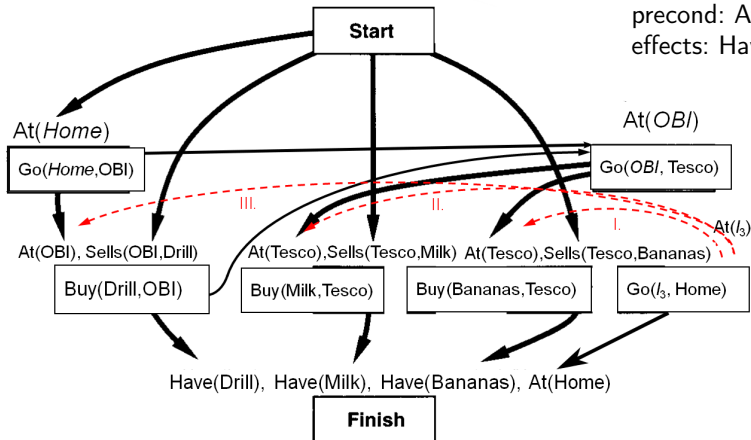 Start
precond: A
effects: Hav
At(Home)
At(OBI)
Go(Home,OBI)
Go(OBI, Tesco)
III.
II.
I.
At(l₃)
At(OBI), Sells(OBI,Drill)
At(Tesco),Sells(Tesco,Milk)
At(Tesco),Sells(Tesco,Bananas)
Buy(Drill,OBI)
Buy(Milk,Tesco)
Buy(Bananas,Tesco)
Go(l₃, Home)
Have(Drill), Have(Milk), Have(Bananas), At(Home)
Finish